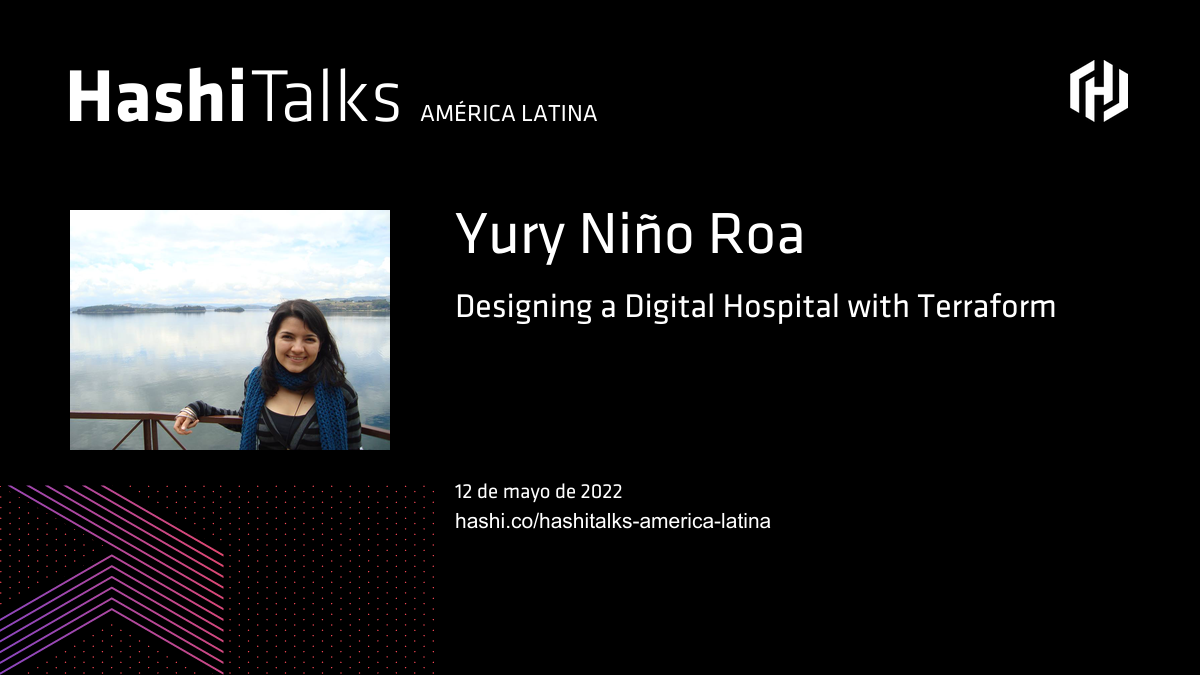 HashiTalks AMÉRICA LATINA
Yury Niño Roa
Designing a Digital Hospital with Terraform
12 de mayo de 2022
hashi.co/hashitalks-america-latina